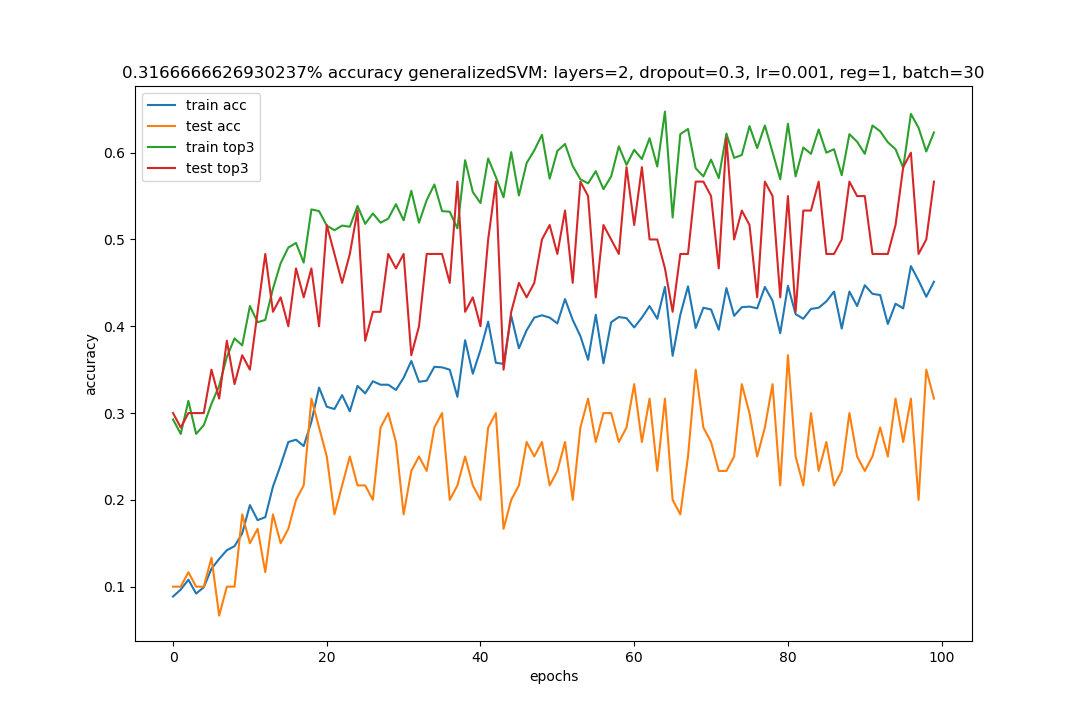 0.3166666626930237% accuracy generalizedSVM: layers=2, dropout=0.3, lr=0.001, reg=1, batch=30
train acc
test acc
train top3
test top3
accuracy
0.6
0.5
0.4
0.3
0.2
0.1
0 20 40 60 80 100
epochs